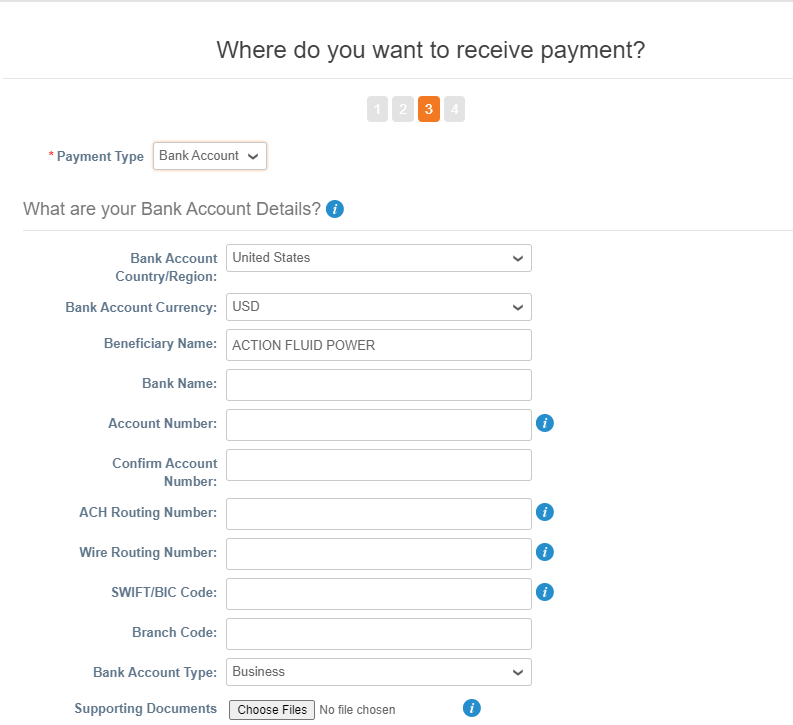 Where do you want to receive payment?
1 2 3 4
* Payment Type Bank Account
What are your Bank Account Details? i
Bank Account
Country/Region:
United States
Bank Account Currency: USD
Beneficiary Name: ACTION FLUID POWER
Bank Name:
Account Number: i
Confirm Account
Number:
ACH Routing Number: i
Wire Routing Number: i
SWIFT/BIC Code: i
Branch Code:
Bank Account Type: Business
Supporting Documents Choose Files No file chosen i